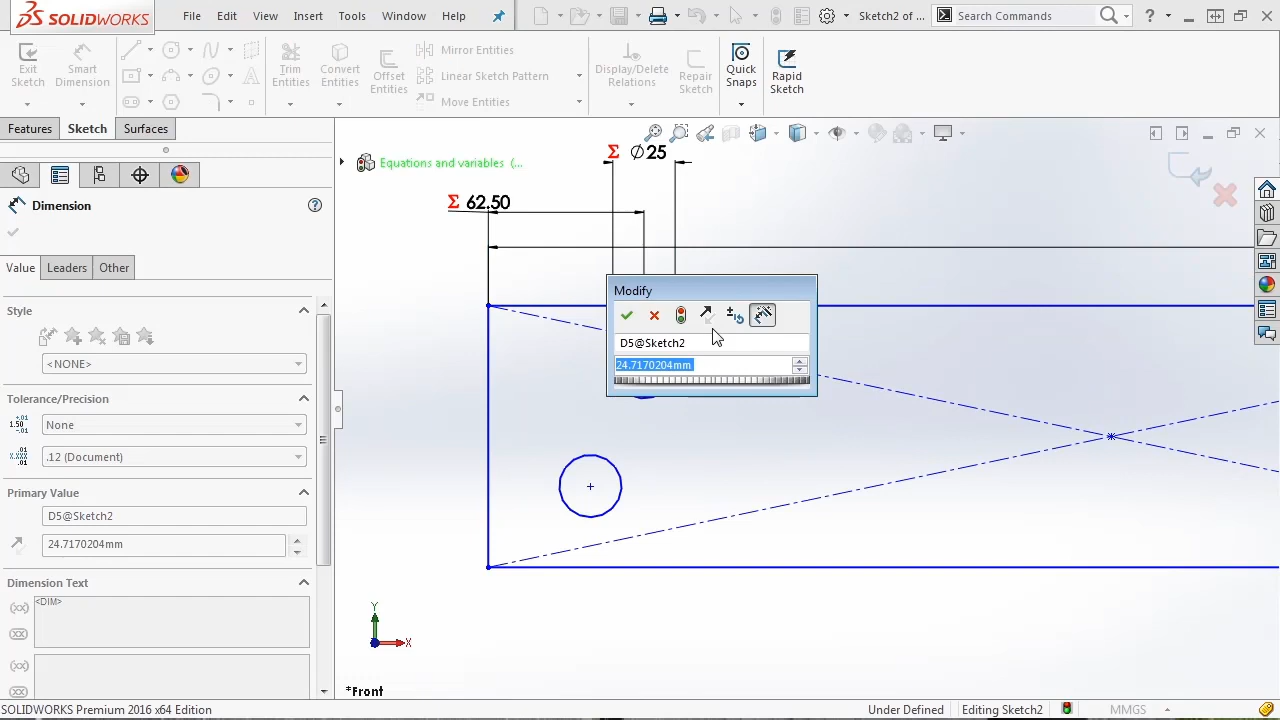 SOLIDWORKS
File
Edit
View
Insert
Tools
Window
Help
Sketch2 of ...
Search Commands
Exit Sketch
Smart Dimension
Trim Entities
Convert Entities
Offset Entities
Mirror Entities
Linear Sketch Pattern
Move Entities
Display/Delete Relations
Repair Sketch
Quick Snaps
Rapid Sketch
Features
Sketch
Surfaces
Equations and variables (...
Σ ∅25
Σ 62.50
Dimension
Value
Leaders
Other
Style
<NONE>
Tolerance/Precision
None
.12 (Document)
Primary Value
D5@Sketch2
24.7170204mm
Dimension Text
<DIM>
Modify
D5@Sketch2
24.7170204mm
Y
X
*Front
SOLIDWORKS Premium 2016 x64 Edition
Under Defined
Editing Sketch2
MMGS